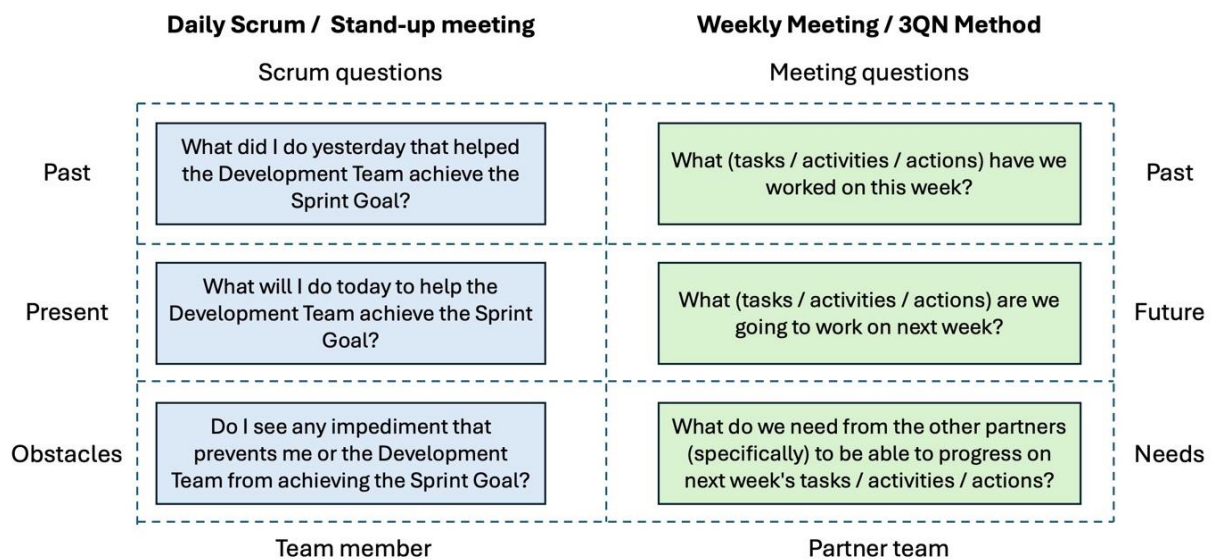 Daily Scrum / Stand-up meeting
Weekly Meeting / 3QN Method
Scrum questions
Meeting questions
Past
What did I do yesterday that helped
the Development Team achieve the
Sprint Goal?
What (tasks / activities / actions) have we
worked on this week?
Past
Present
What will I do today to help the
Development Team achieve the Sprint
Goal?
What (tasks / activities / actions) are we
going to work on next week?
Future
Obstacles
Do I see any impediment that
prevents me or the Development
Team from achieving the Sprint Goal?
What do we need from the other partners
(specifically) to be able to progress on
next week's tasks / activities / actions?
Needs
Team member
Partner team